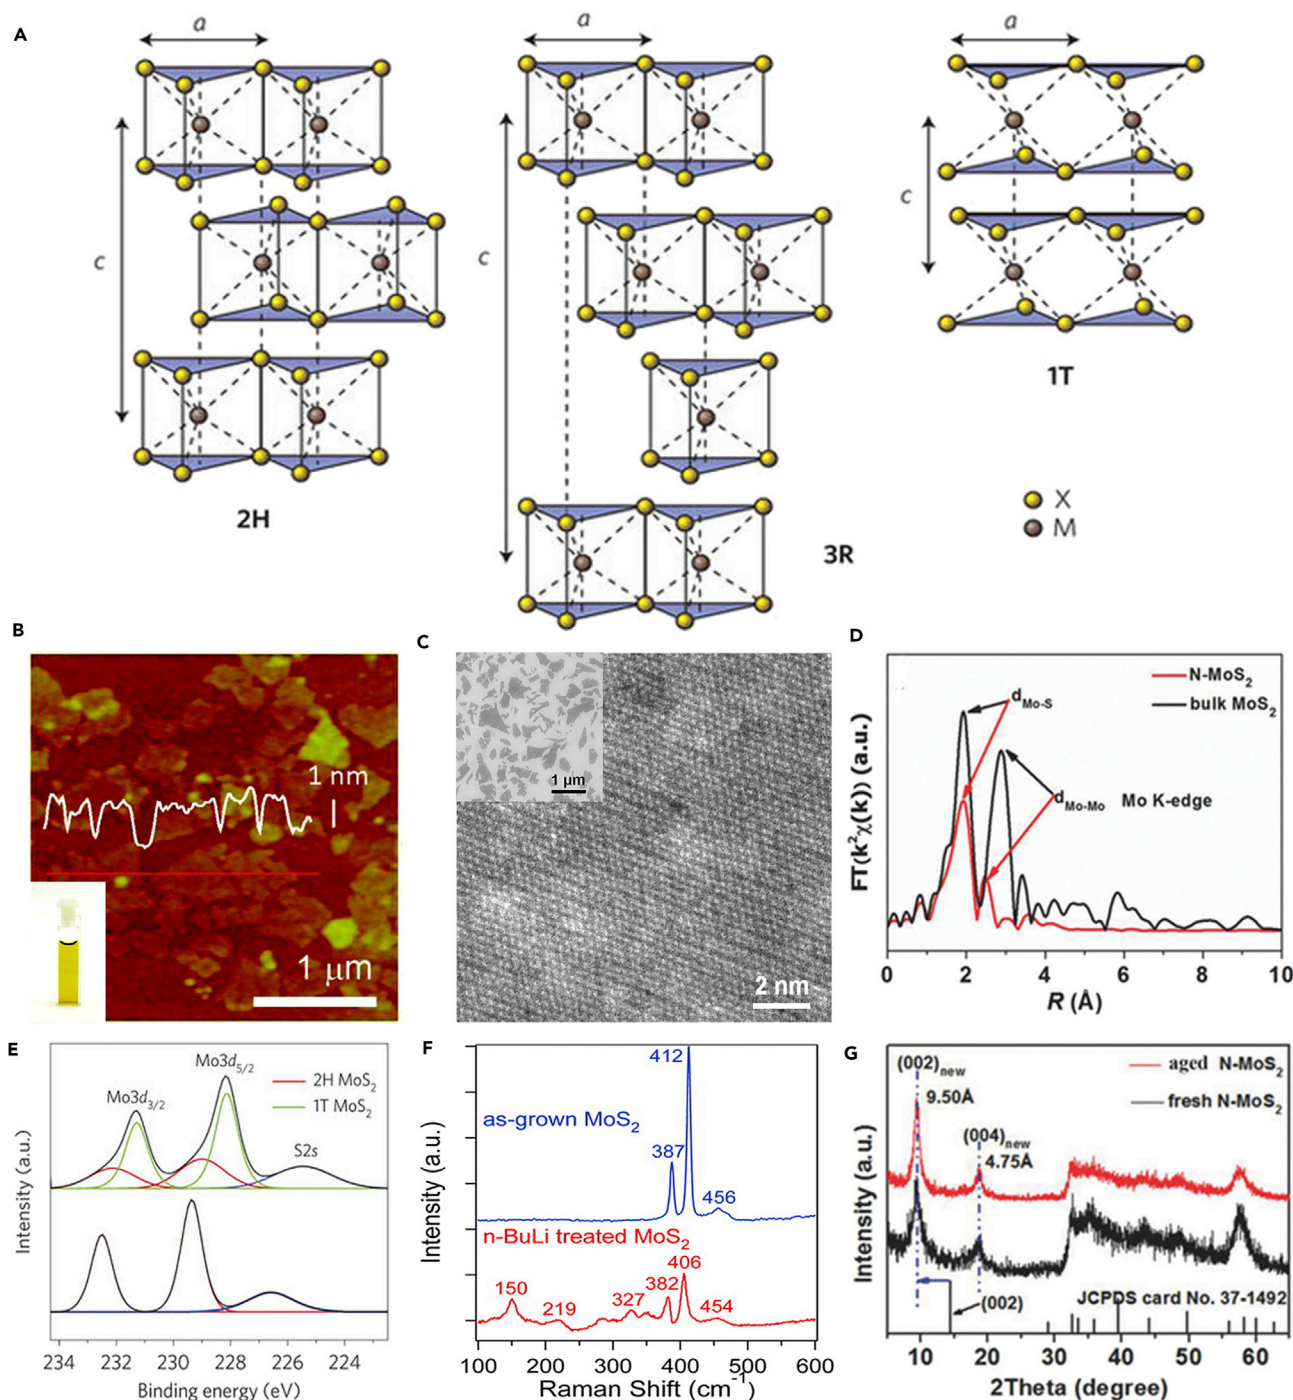 A
a
a
a
c
c
c
2H
3R
1T
X
M
B
1 nm
1 μm
C
1 μm
2 nm
D
N-MoS₂
bulk MoS₂
d_Mo-S
d_Mo-Mo
Mo K-edge
FT(k²χ(k)) (a.u.)
0 2 4 6 8 10
R (Å)
E
Mo3d₅/₂
Mo3d₃/₂
2H MoS₂
1T MoS₂
S2s
Intensity (a.u.)
234 232 230 228 226 224
Binding energy (eV)
F
412
as-grown MoS₂
387
456
n-BuLi treated MoS₂
406
382
150
327
219
454
Intensity (a.u.)
100 200 300 400 500 600
Raman Shift (cm⁻¹)
G
(002)new
9.50Å
aged N-MoS₂
fresh N-MoS₂
(004)new
4.75Å
(002)
JCPDS card No. 37-1492
Intensity (a.u.)
10 20 30 40 50 60
2Theta (degree)